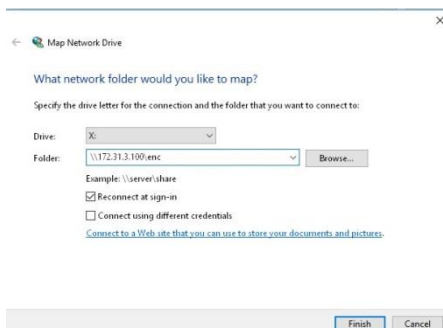 Map Network Drive
What network folder would you like to map?
Specify the drive letter for the connection and the folder that you want to connect to:
Drive: X:
Folder: \\172.31.3.100\enc Browse...
Example: \\server\share
Reconnect at sign-in
Connect using different credentials
Connect to a Web site that you can use to store your documents and pictures.
Finish Cancel